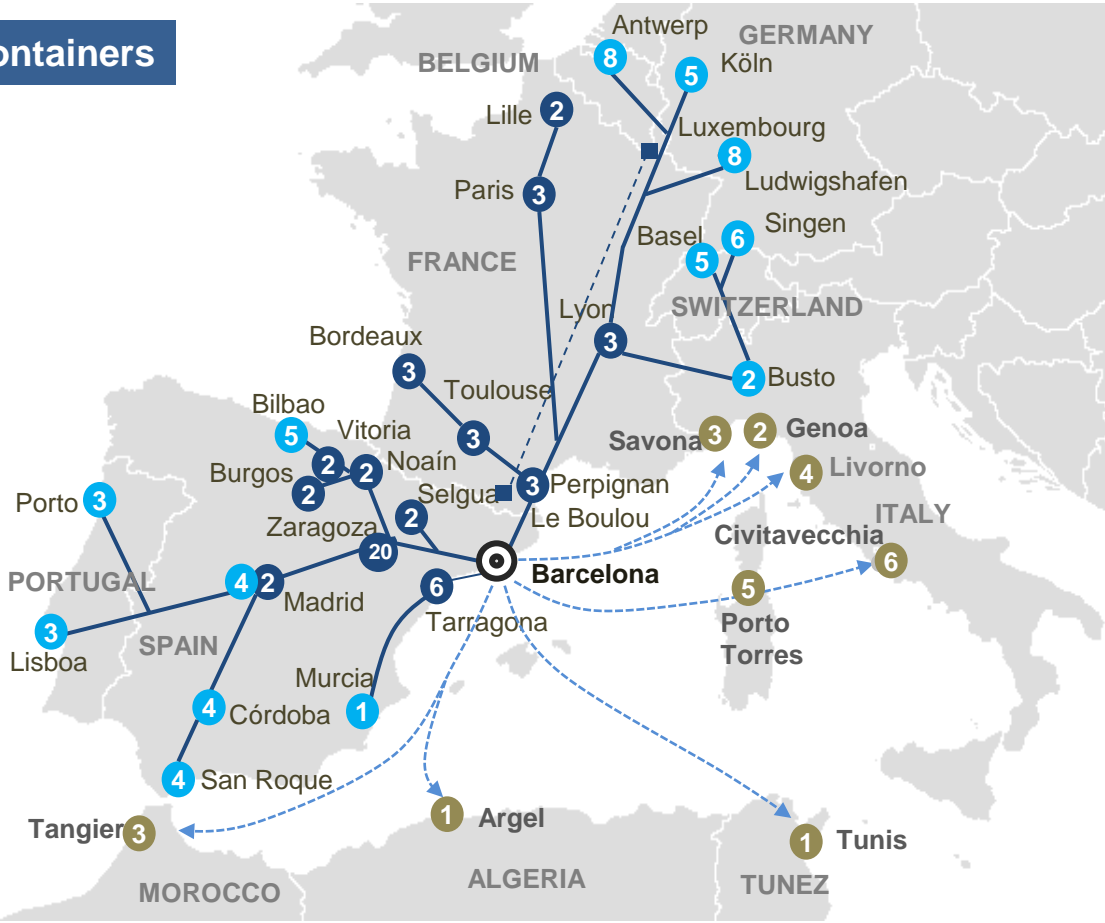 ontainers
Antwerp
GERMANY
8
BELGIUM
5
Köln
Lille
2
Luxembourg
8
Ludwigshafen
Paris
3
Singen
Basel
6
5
FRANCE
SWITZERLAND
Lyon
3
Bordeaux
3
Toulouse
2
Busto
Bilbao
5
Vitoria
3
Savona
3
2
Genoa
2
2
Noaín
4
Livorno
Burgos
2
Selgua
3
Perpignan
Le Boulou
Porto
3
2
ITALY
Zaragoza
20
Civitavecchia
6
PORTUGAL
4
2
Madrid
6
Barcelona
5
Tarragona
Porto
Torres
3
Lisboa
SPAIN
Murcia
1
4
Córdoba
4
San Roque
Tangier
3
1
Argel
1
Tunis
MOROCCO
ALGERIA
TUNEZ